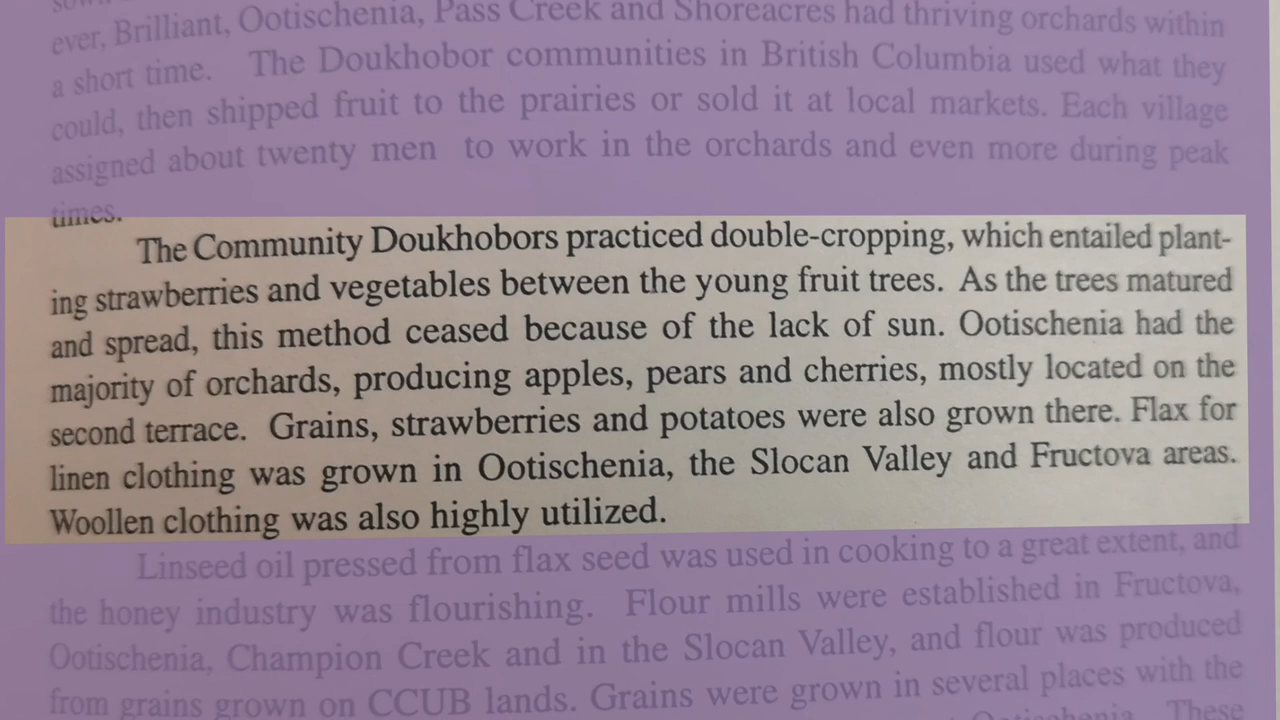 ever, Brilliant, Ootischenia, Pass Creek and Shoreacres had thriving orchards within
a short time. The Doukhobor communities in British Columbia used what they
could, then shipped fruit to the prairies or sold it at local markets. Each village
assigned about twenty men to work in the orchards and even more during peak
times.
The Community Doukhobors practiced double-cropping, which entailed plant-
ing strawberries and vegetables between the young fruit trees. As the trees matured
and spread, this method ceased because of the lack of sun. Ootischenia had the
majority of orchards, producing apples, pears and cherries, mostly located on the
second terrace. Grains, strawberries and potatoes were also grown there. Flax for
linen clothing was grown in Ootischenia, the Slocan Valley and Fructova areas.
Woollen clothing was also highly utilized.
Linseed oil pressed from flax seed was used in cooking to a great extent, and
the honey industry was flourishing. Flour mills were established in Fructova,
Ootischenia, Champion Creek and in the Slocan Valley, and flour was produced
from grains grown on CCUB lands. Grains were grown in several places with the
Ootischenia. These